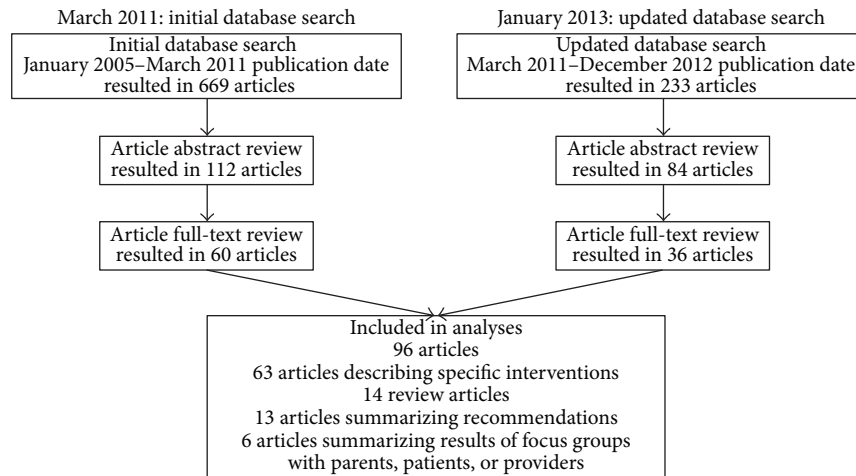 March 2011: initial database search
Initial database search
January 2005–March 2011 publication date
resulted in 669 articles
Article abstract review
resulted in 112 articles
Article full-text review
resulted in 60 articles
January 2013: updated database search
Updated database search
March 2011–December 2012 publication date
resulted in 233 articles
Article abstract review
resulted in 84 articles
Article full-text review
resulted in 36 articles
Included in analyses
96 articles
63 articles describing specific interventions
14 review articles
13 articles summarizing recommendations
6 articles summarizing results of focus groups
with parents, patients, or providers